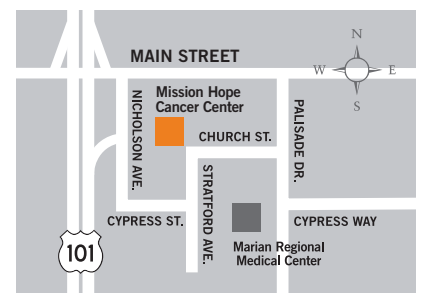 MAIN STREET
N
W
E
S
Mission Hope
Cancer Center
NICHOLSON AVE.
CHURCH ST.
PALISADE DR.
STRATFORD AVE.
CYPRESS ST.
CYPRESS WAY
101
Marian Regional
Medical Center